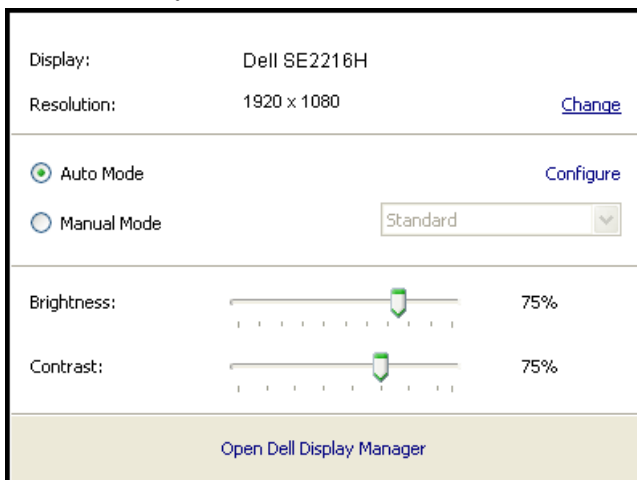 Display: Dell SE2216H
Resolution: 1920 x 1080 Change
Auto Mode Configure
Manual Mode Standard
Brightness: 75%
Contrast: 75%
Open Dell Display Manager